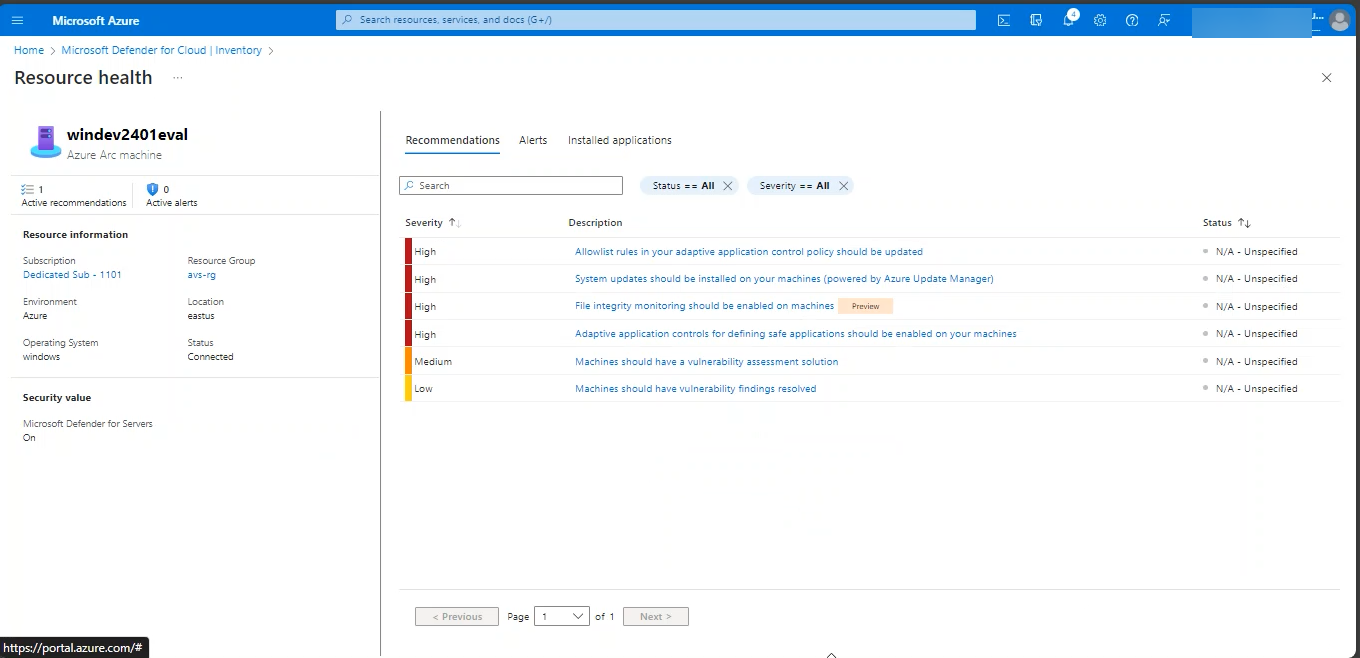 Microsoft Azure
Search resources, services, and docs (G+/)
4
Home > Microsoft Defender for Cloud | Inventory >
Resource health ...
windev2401eval
Azure Arc machine
1
Active recommendations
0
Active alerts
Resource information
Subscription
Dedicated Sub - 1101
Resource Group
avs-rg
Environment
Azure
Location
eastus
Operating System
windows
Status
Connected
Security value
Microsoft Defender for Servers
On
Recommendations Alerts Installed applications
Search
Status == All
Severity == All
Severity Description Status
High Allowlist rules in your adaptive application control policy should be updated N/A - Unspecified
High System updates should be installed on your machines (powered by Azure Update Manager) N/A - Unspecified
High File integrity monitoring should be enabled on machines Preview N/A - Unspecified
High Adaptive application controls for defining safe applications should be enabled on your machines N/A - Unspecified
Medium Machines should have a vulnerability assessment solution N/A - Unspecified
Low Machines should have vulnerability findings resolved N/A - Unspecified
< Previous Page 1 of 1 Next >
https://portal.azure.com/#